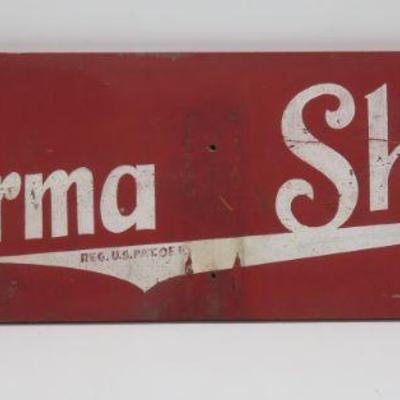 rma Sh
REG. U.S. PAT. OF